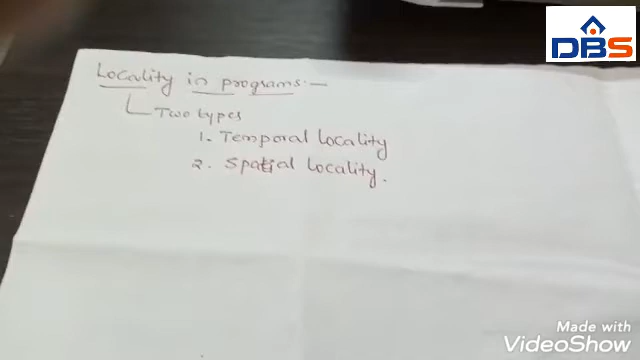 DBS
Locality in programs:-
Two types
1. Temporal locality
2. Spatial locality.
Made with
VideoShow